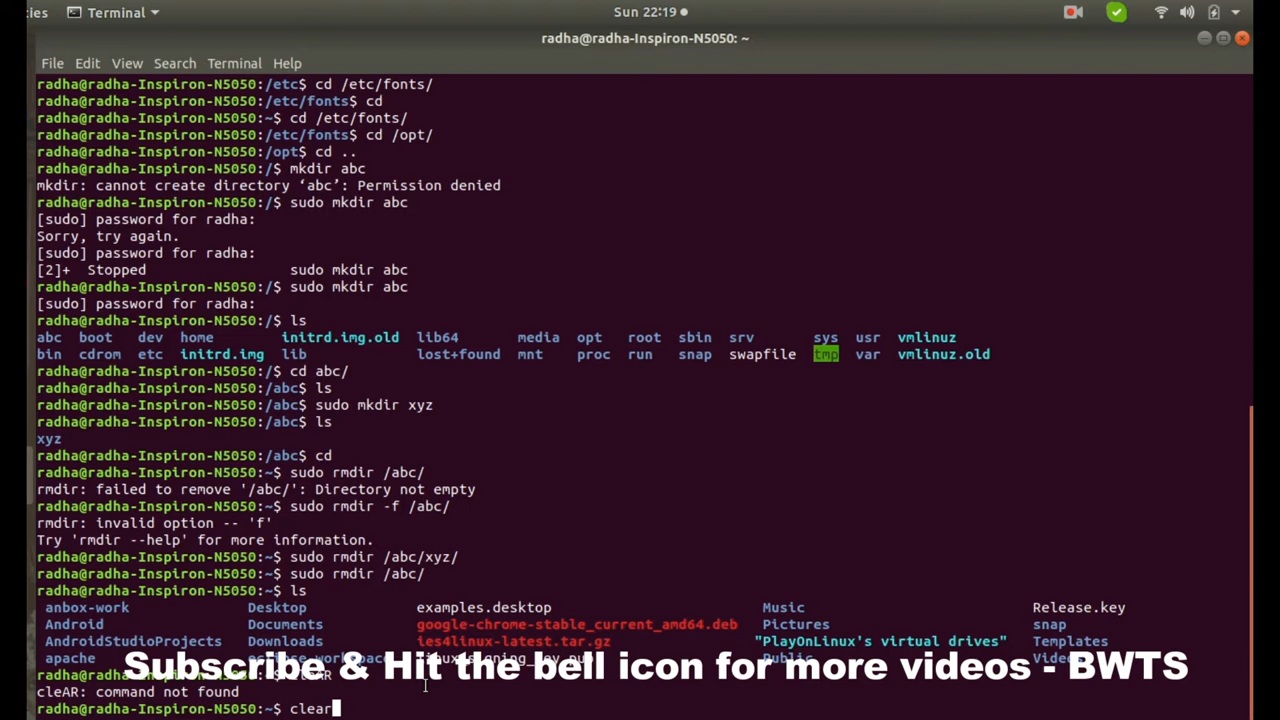 ies Terminal Sun 22:19
radha@radha-Inspiron-N5050: ~
File Edit View Search Terminal Help
radha@radha-Inspiron-N5050:/etc$ cd /etc/fonts/
radha@radha-Inspiron-N5050:/etc/fonts$ cd
radha@radha-Inspiron-N5050:~$ cd /etc/fonts/
radha@radha-Inspiron-N5050:/etc/fonts$ cd /opt/
radha@radha-Inspiron-N5050:/opt$ cd ..
radha@radha-Inspiron-N5050:/$ mkdir abc
mkdir: cannot create directory ‘abc’: Permission denied
radha@radha-Inspiron-N5050:/$ sudo mkdir abc
[sudo] password for radha:
Sorry, try again.
[sudo] password for radha:
[2]+  Stopped                 sudo mkdir abc
radha@radha-Inspiron-N5050:/$ sudo mkdir abc
[sudo] password for radha:
radha@radha-Inspiron-N5050:/$ ls
abc boot dev home initrd.img.old lib64 media opt root sbin srv sys usr vmlinuz
bin cdrom etc initrd.img lib lost+found mnt proc run snap swapfile tmp var vmlinuz.old
radha@radha-Inspiron-N5050:/$ cd abc/
radha@radha-Inspiron-N5050:/abc$ ls
radha@radha-Inspiron-N5050:/abc$ sudo mkdir xyz
radha@radha-Inspiron-N5050:/abc$ ls
xyz
radha@radha-Inspiron-N5050:/abc$ cd
radha@radha-Inspiron-N5050:~$ sudo rmdir /abc/
rmdir: failed to remove '/abc/': Directory not empty
radha@radha-Inspiron-N5050:~$ sudo rmdir -f /abc/
rmdir: invalid option -- 'f'
Try 'rmdir --help' for more information.
radha@radha-Inspiron-N5050:~$ sudo rmdir /abc/xyz/
radha@radha-Inspiron-N5050:~$ sudo rmdir /abc/
radha@radha-Inspiron-N5050:~$ ls
anbox-work Desktop examples.desktop Music Release.key
Android Documents google-chrome-stable_current_amd64.deb Pictures snap
AndroidStudioProjects Downloads ies4linux-latest.tar.gz "PlayOnLinux's virtual drives" Templates
apache
Subscribe & Hit the bell icon for more videos - BWTS
cleAR: command not found
radha@radha-Inspiron-N5050:~$ clear